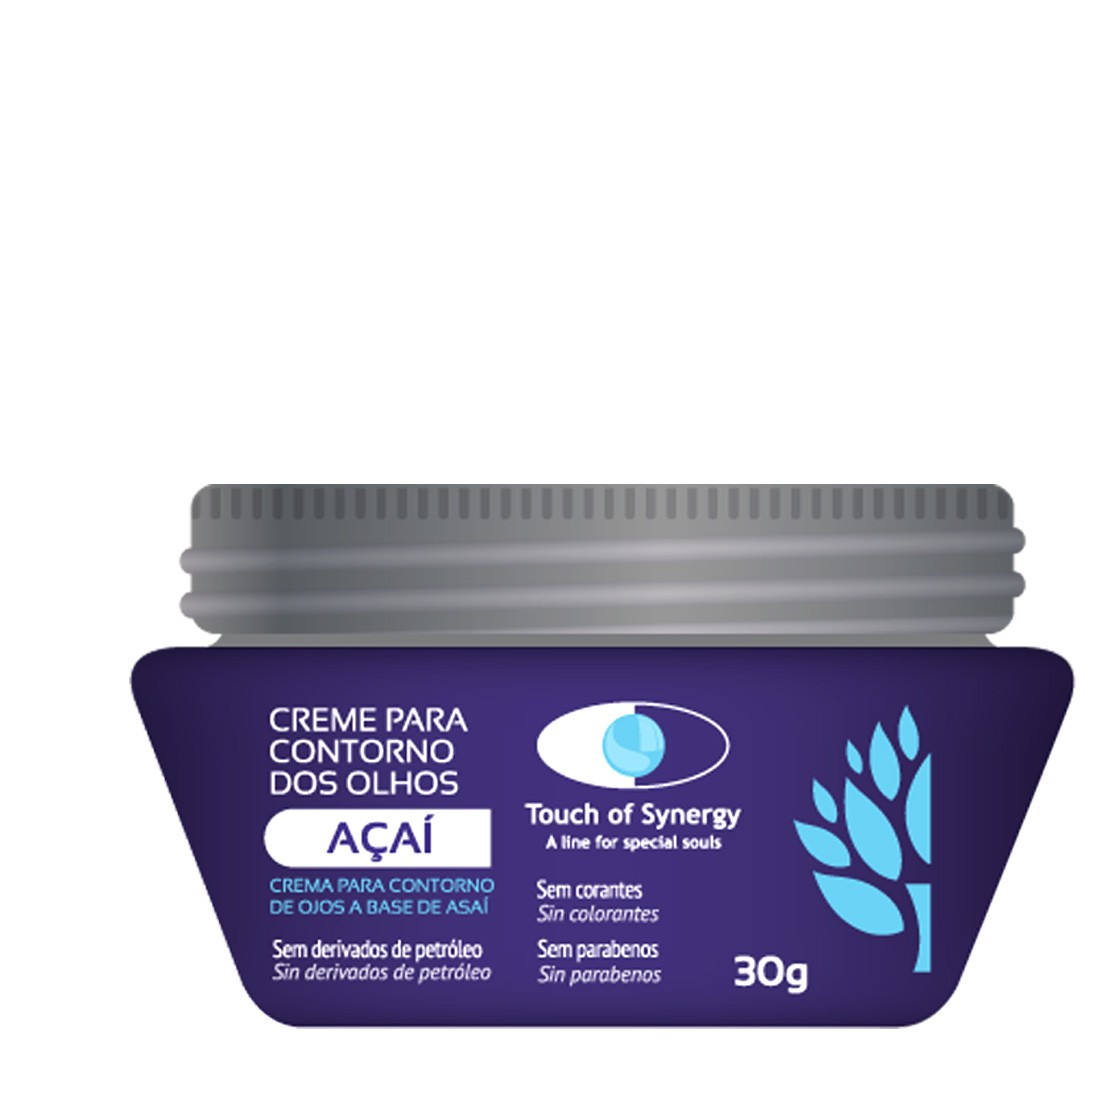 CREME PARA
CONTORNO
DOS OLHOS
AÇAÍ
CREMA PARA CONTORNO
DE OJOS A BASE DE ASAÍ
Sem derivados de petróleo
Sin derivados de petróleo
Touch of Synergy
A line for special souls
Sem corantes
Sin colorantes
Sem parabenos
Sin parabenos
30g